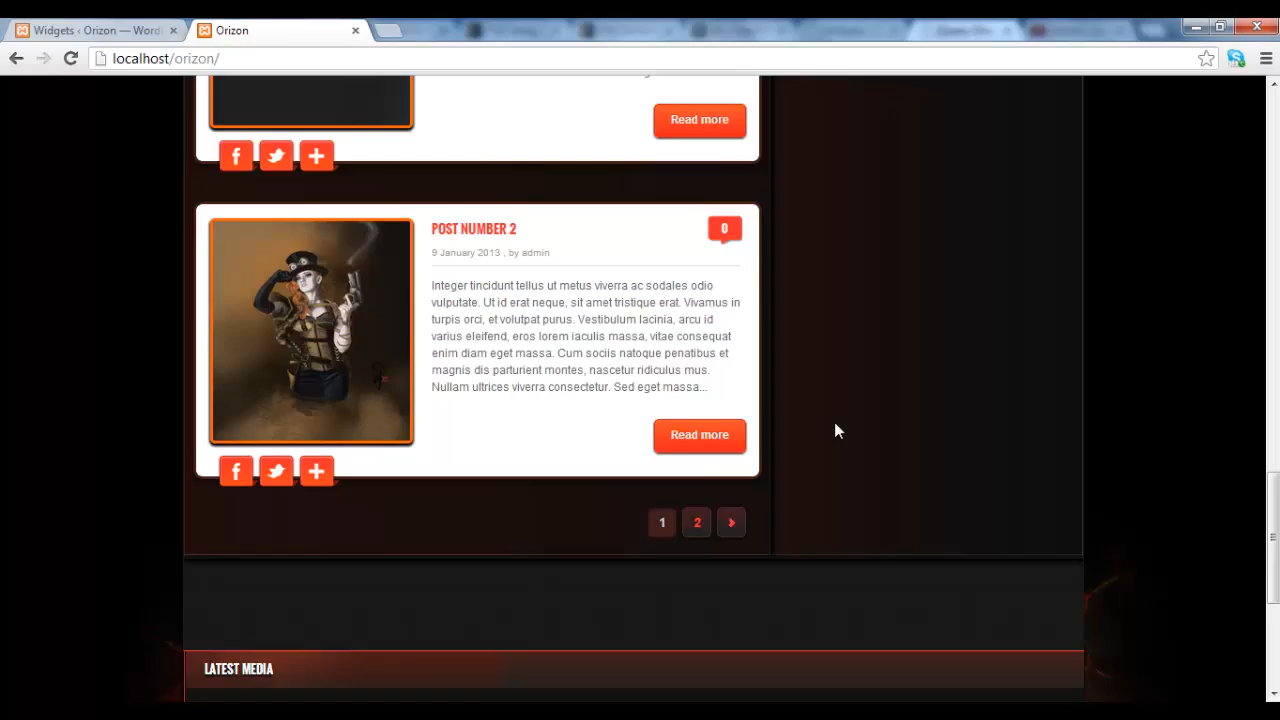 Widgets ‹ Orizon — Word
Orizon
localhost/orizon/
Read more
POST NUMBER 2
0
9 January 2013 , by admin
Integer tincidunt tellus ut metus viverra ac sodales odio
vulputate. Ut id erat neque, sit amet tristique erat. Vivamus in
turpis orci, et volutpat purus. Vestibulum lacinia, arcu id
varius eleifend, eros lorem iaculis massa, vitae consequat
enim diam eget massa. Cum sociis natoque penatibus et
magnis dis parturient montes, nascetur ridiculus mus.
Nullam ultrices viverra consectetur. Sed eget massa...
Read more
1 2
LATEST MEDIA